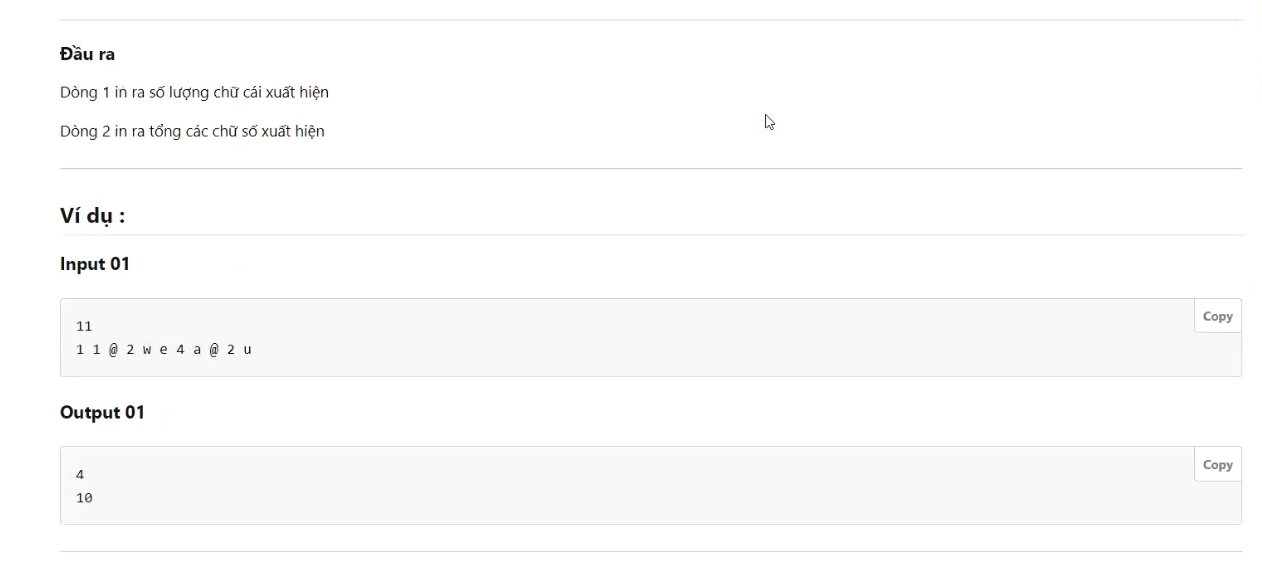 Đầu ra
Dòng 1 in ra số lượng chữ cái xuất hiện
Dòng 2 in ra tổng các chữ số xuất hiện
Ví dụ :
Input 01
Copy
11
1 1 @ 2 w e 4 a @ 2 u
Output 01
Copy
4
10